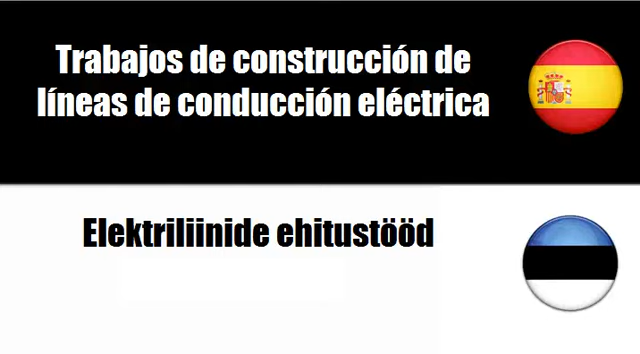 Trabajos de construcción de
líneas de conducción eléctrica
Elektriliinide ehitustööd